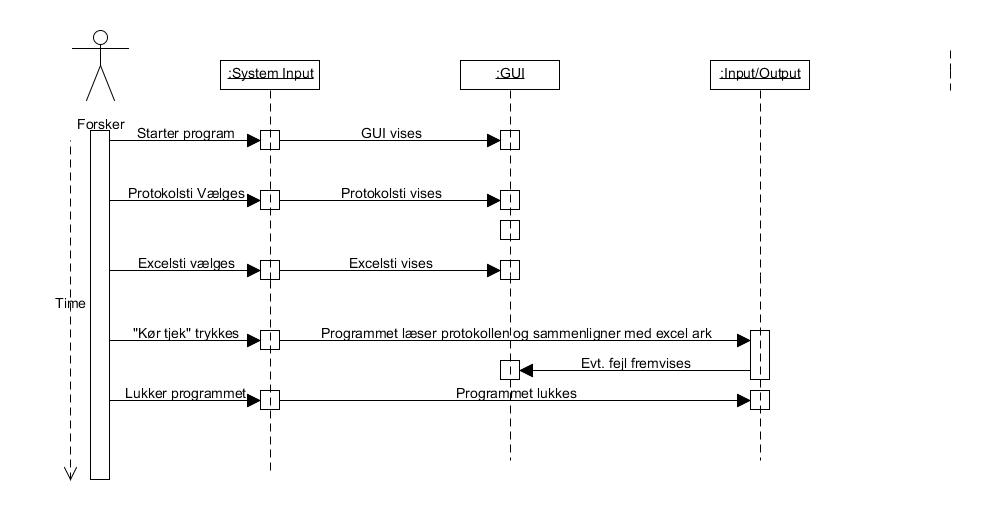 :System Input
:GUI
:Input/Output
Forsker
Starter program
GUI vises
Protokolsti Vælges
Protokolsti vises
Excelsti vælges
Excelsti vises
Time
"Kør tjek" trykkes
Programmet læser protokollen og sammenligner med excel ark
Evt. fejl fremvises
Lukker programmet
Programmet lukkes